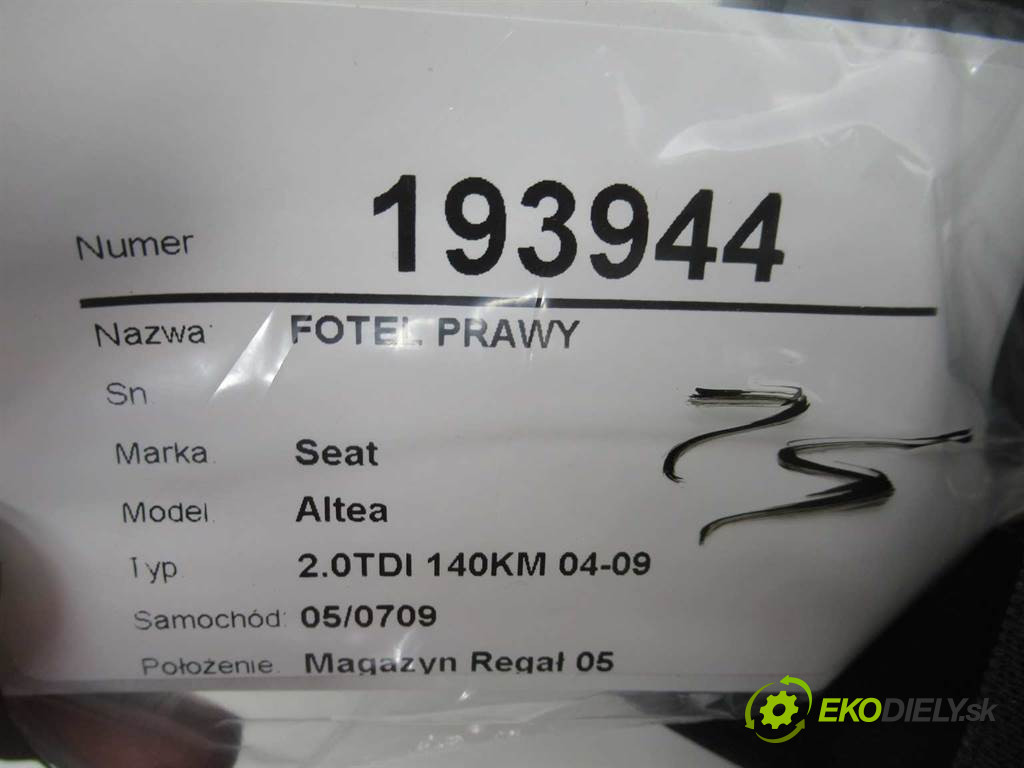 Numer 193944
Nazwa: FOTEL PRAWY
Sn.
Marka. Seat
Model. Altea
Typ. 2.0TDI 140KM 04-09
Samochód: 05/0709
Położenie. Magazyn Regał 05
75
EKODIELY.sk